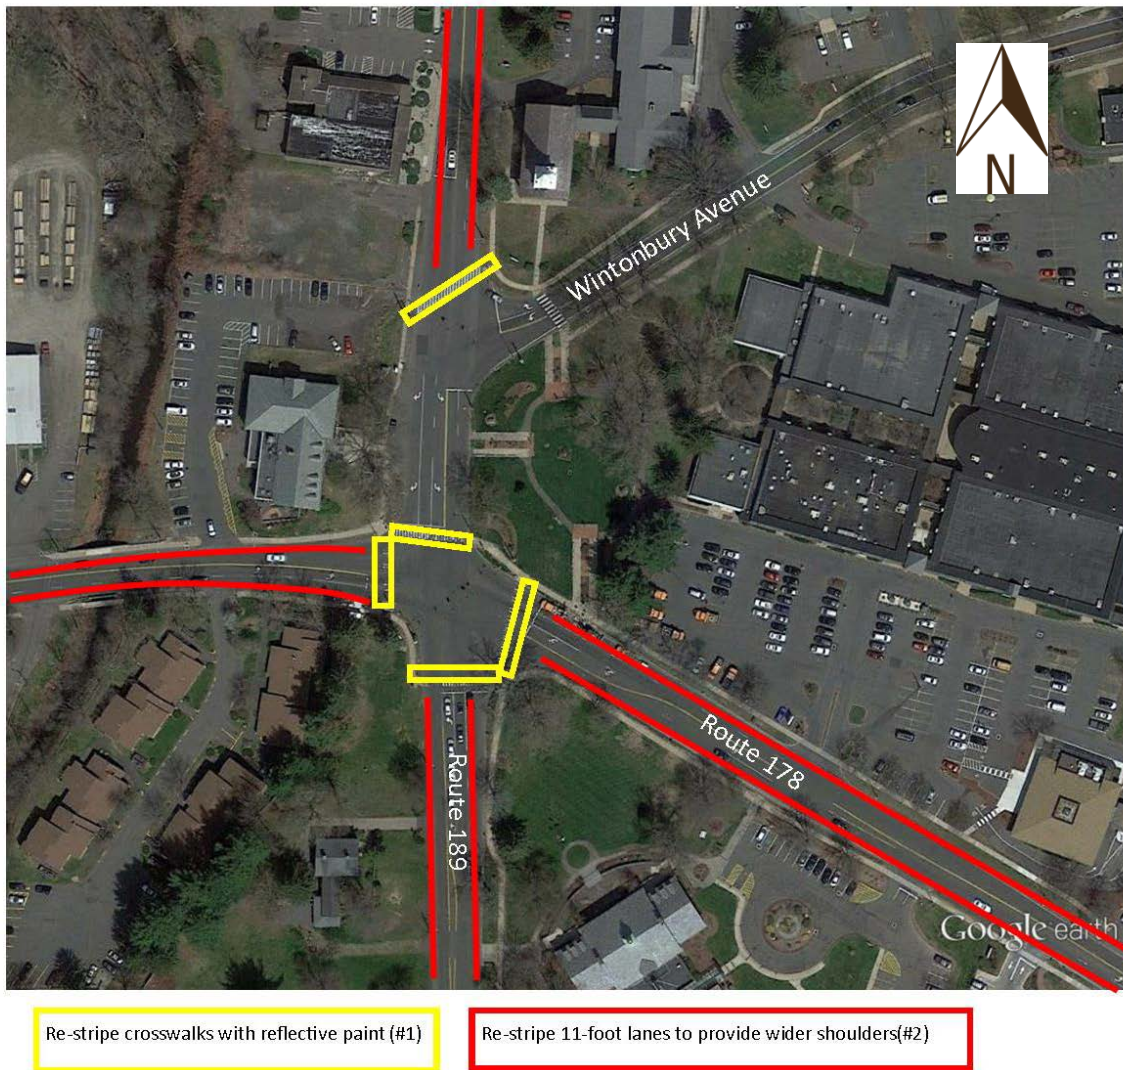 N
Wintonbury Avenue
Route 178
Route 189
Google earth
Re-stripe crosswalks with reflective paint (#1)
Re-stripe 11-foot lanes to provide wider shoulders(#2)